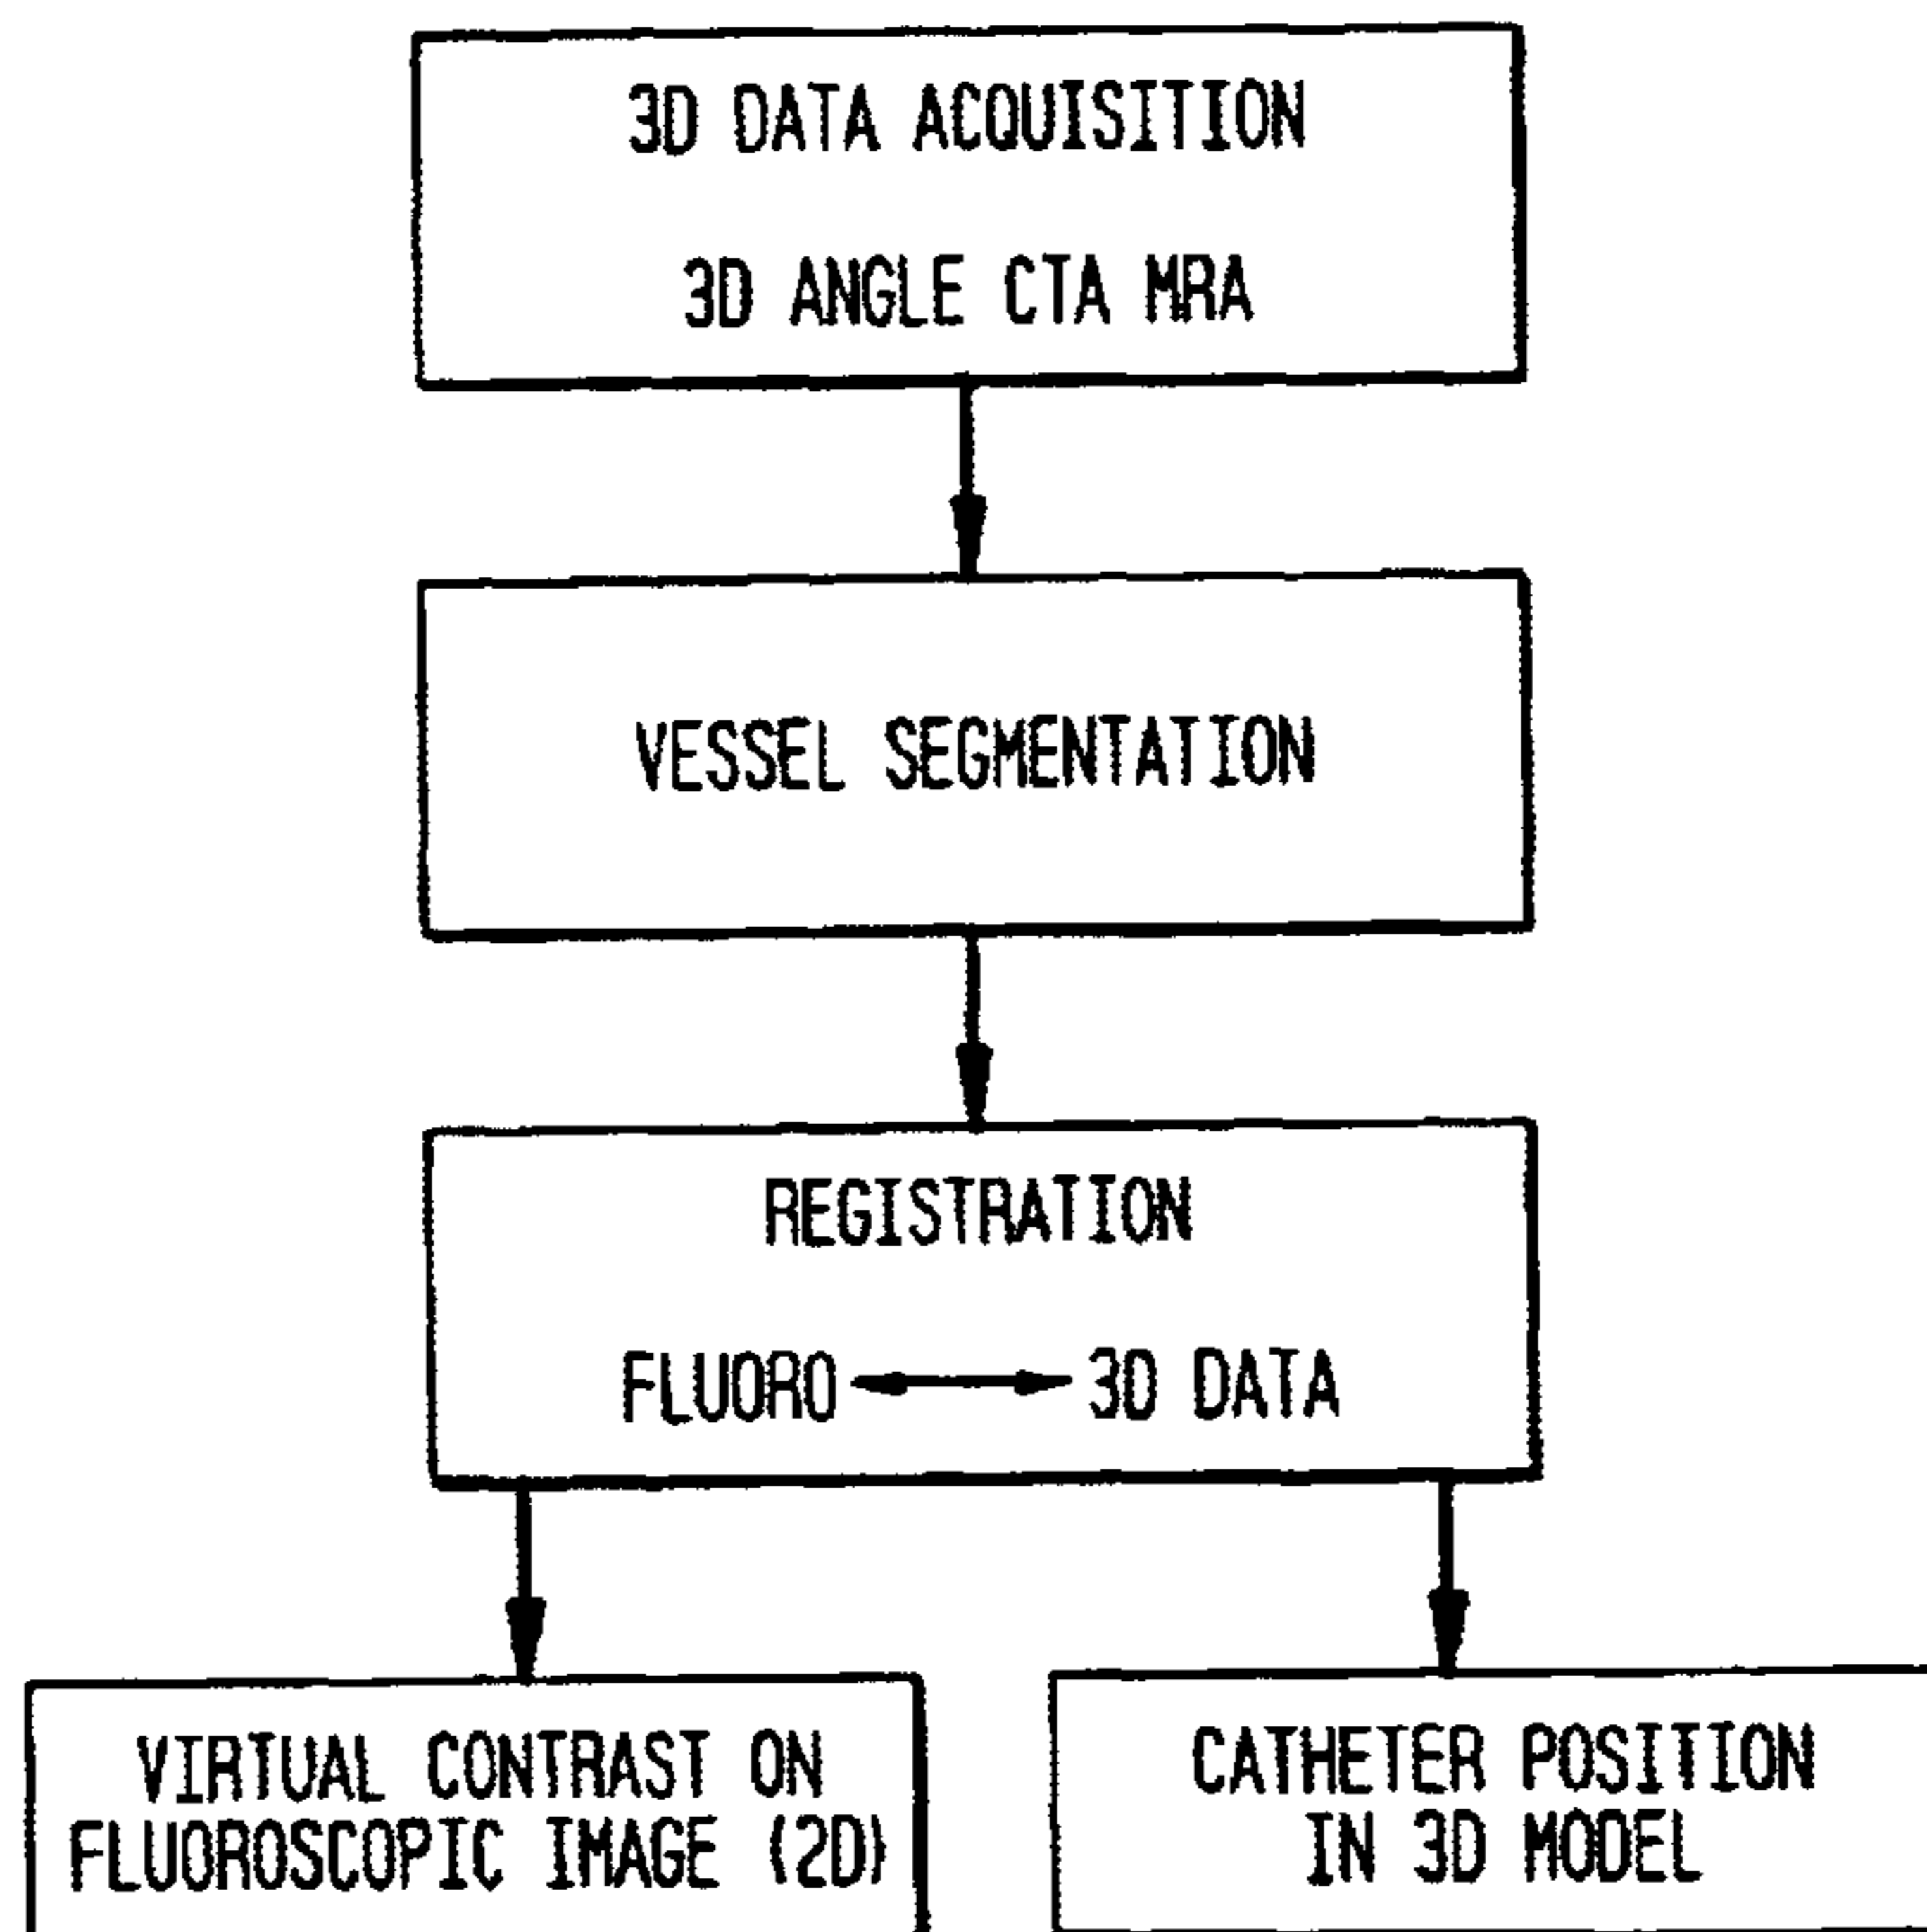 3D DATA ACQUISITION
3D ANGLE CTA MRA
VESSEL SEGMENTATION
REGISTRATION
FLUORO ⟷ 3D DATA
VIRTUAL CONTRAST ON
FLUOROSCOPIC IMAGE (2D)
CATHETER POSITION
IN 3D MODEL